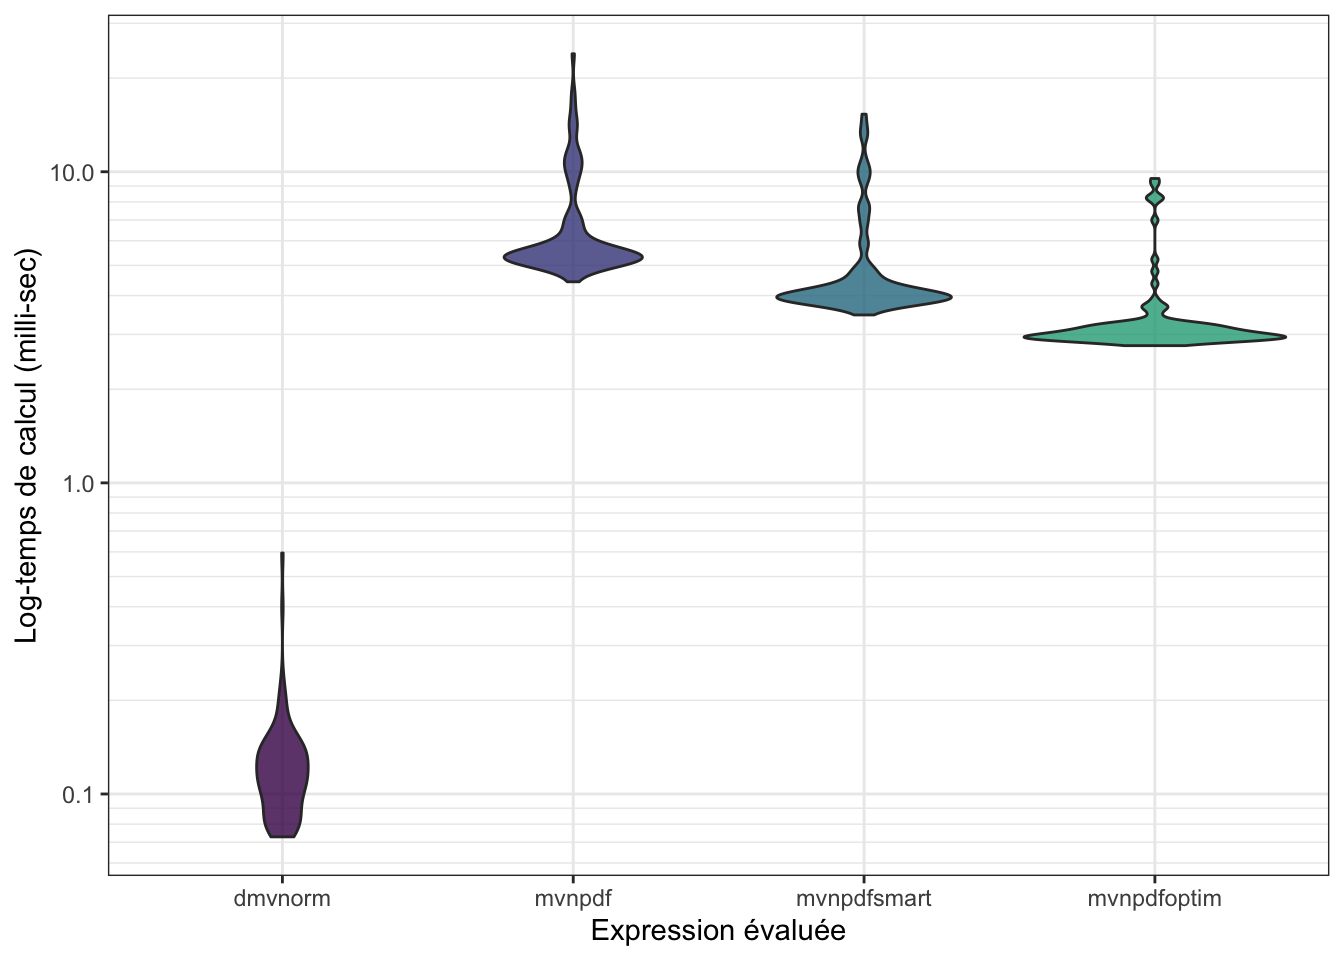 Log-temps de calcul (milli-sec)
10.0
1.0
0.1
dmvnorm mvnpdf mvnpdfsmart mvnpdfoptim
Expression évaluée